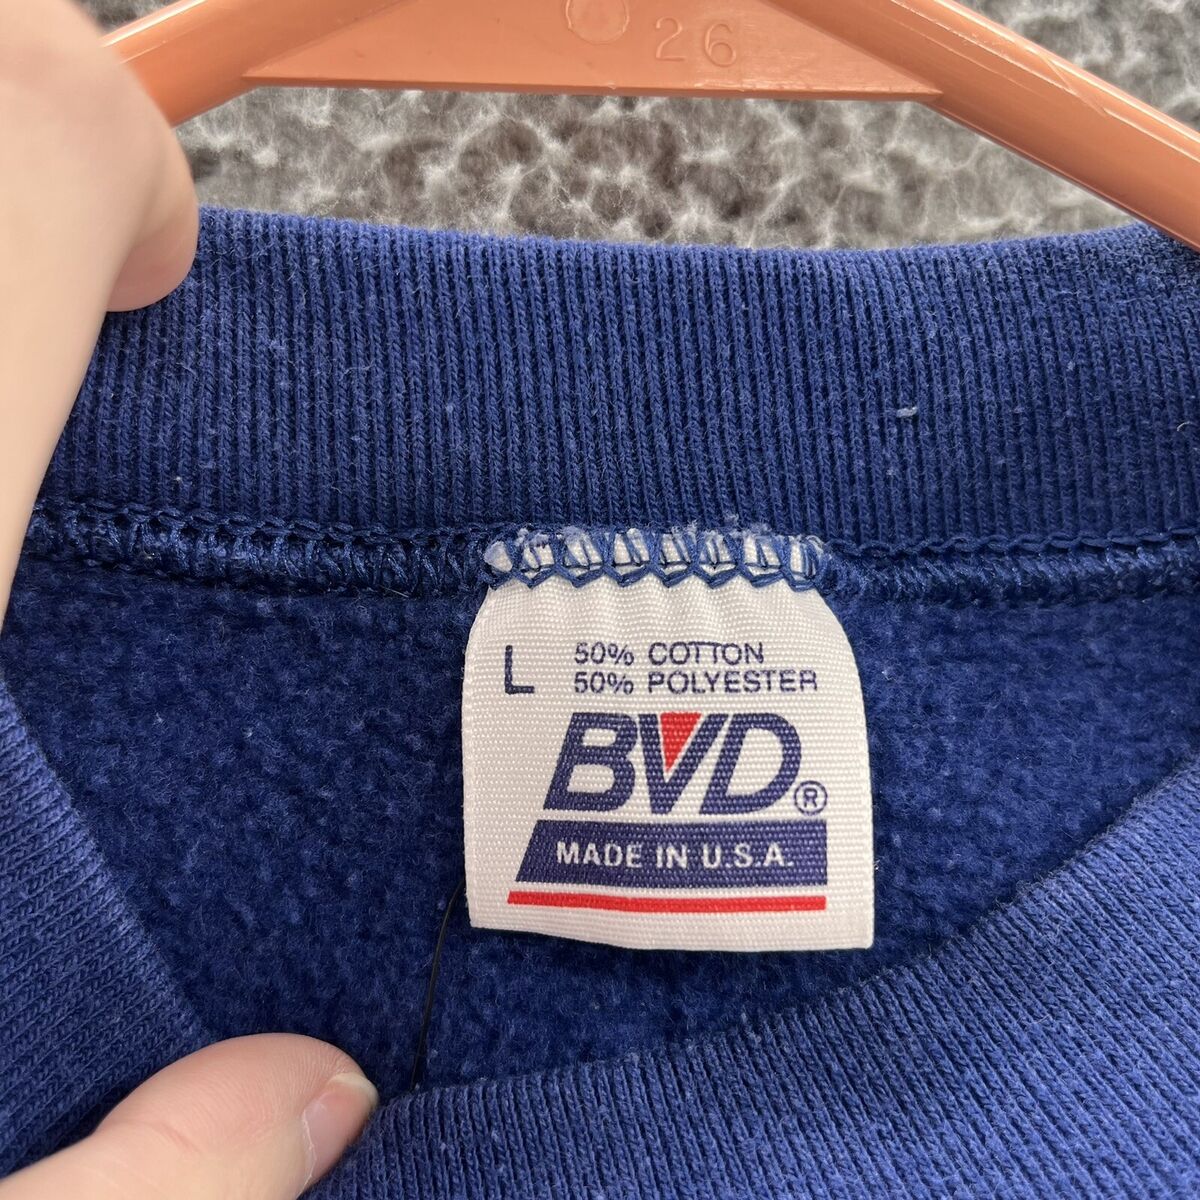 26
L 50% COTTON
50% POLYESTER
BVD®
MADE IN U.S.A.